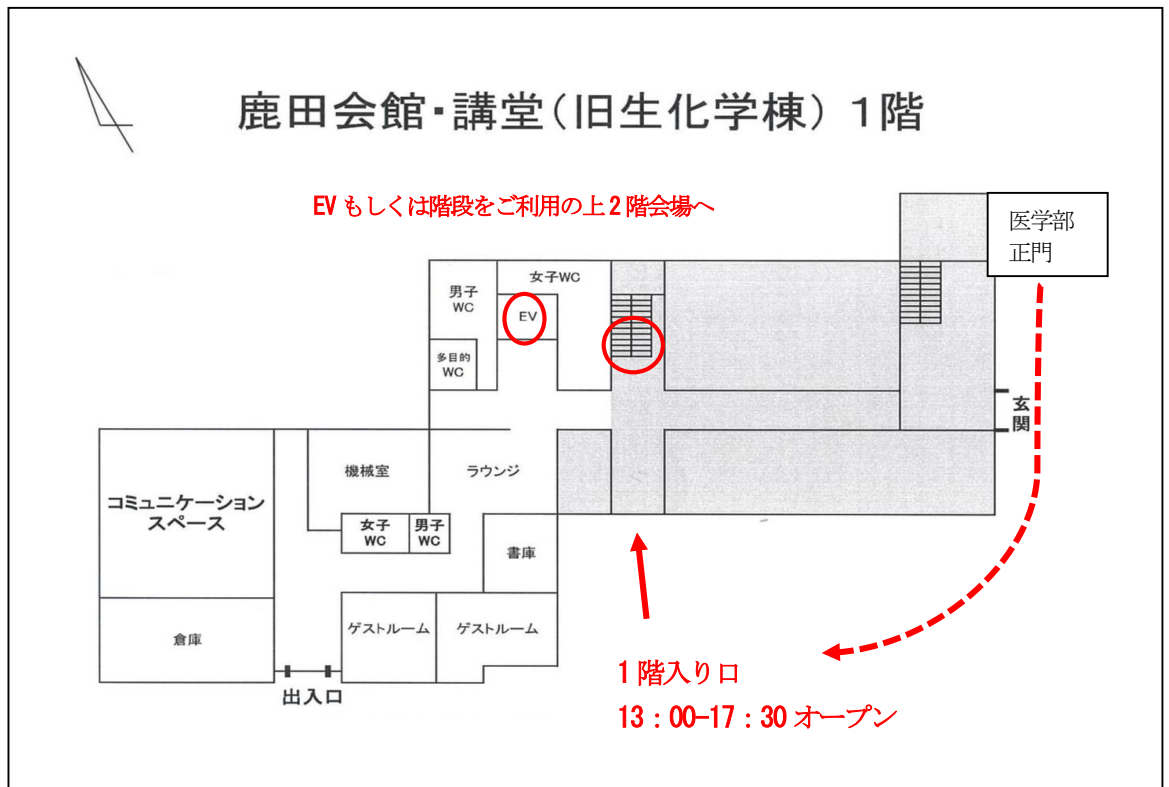 鹿田会館・講堂(旧生化学棟) 1階
EVもしくは階段をご利用の上2階会場へ
医学部
正門
女子WC
男子
WC
EV
多目的
WC
玄
関
機械室
ラウンジ
コミュニケーション
スペース
女子
WC
男子
WC
書庫
倉庫
ゲストルーム
ゲストルーム
出入口
1階入り口
13:00-17:30オープン